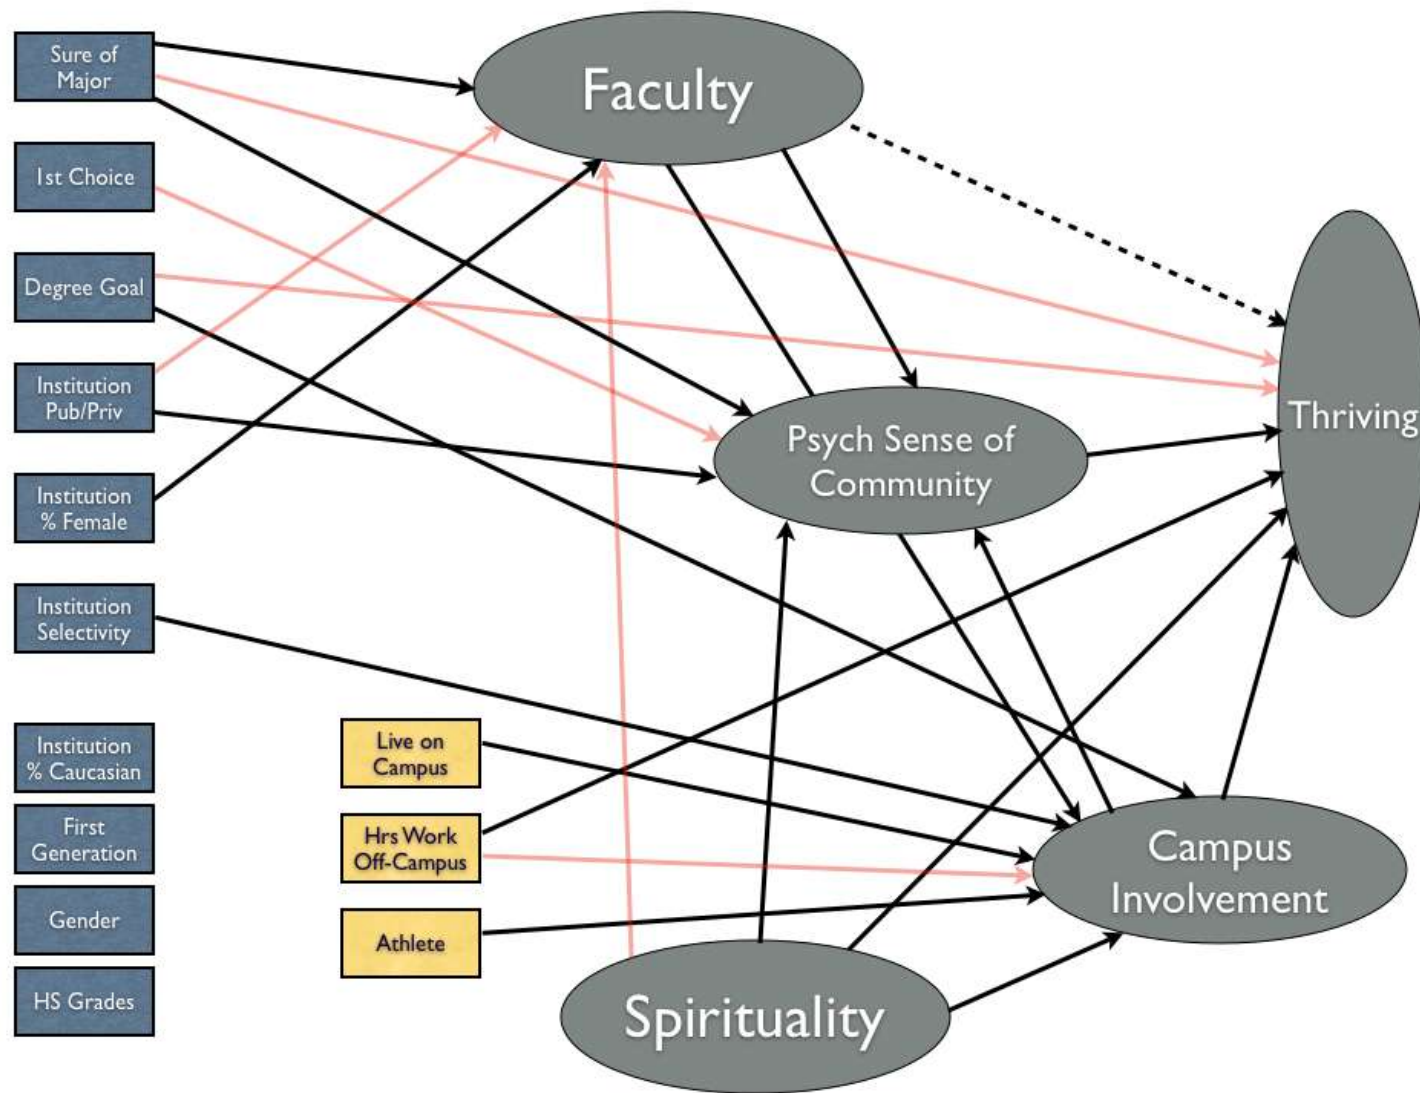 Sure of
Major
Faculty
1st Choice
Degree Goal
Institution
Pub/Priv
Thriving
Psych Sense of
Community
Institution
% Female
Institution
Selectivity
Institution
% Caucasian
Live on
Campus
First
Generation
Hrs Work
Off-Campus
Campus
Involvement
Gender
Athlete
HS Grades
Spirituality